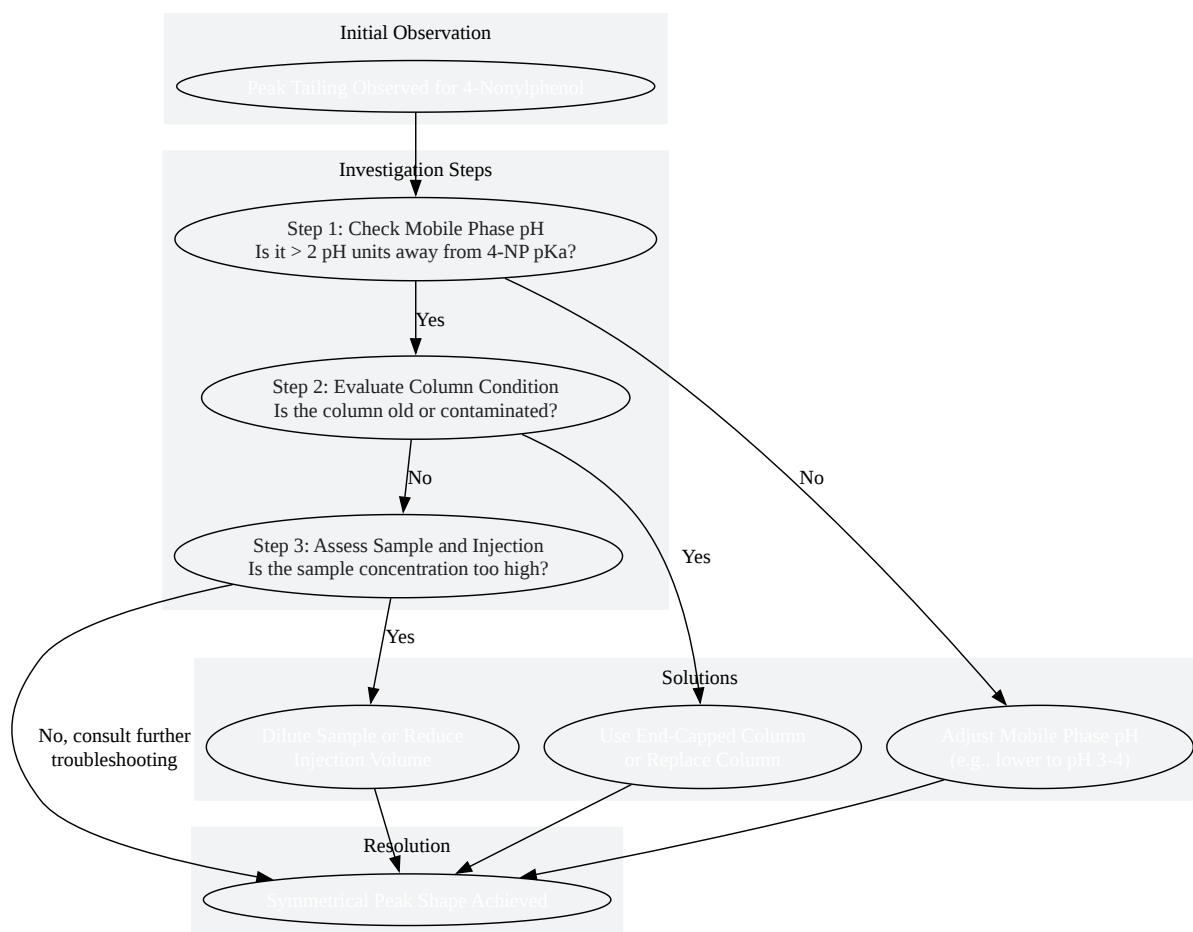 Initial Observation
Peak Tailing Observed for 4-Nonylphenol
Investigation Steps
Step 1: Check Mobile Phase pH
Is it > 2 pH units away from 4-NP pKa?
Yes
Step 2: Evaluate Column Condition
Is the column old or contaminated?
No
No
Step 3: Assess Sample and Injection
Is the sample concentration too high?
Yes
Yes
Solutions
No, consult further
troubleshooting
Dilute Sample or Reduce
Injection Volume
Use End-Capped Column
or Replace Column
Adjust Mobile Phase pH
(e.g., lower to pH 3-4)
Resolution
Symmetrical Peak Shape Achieved